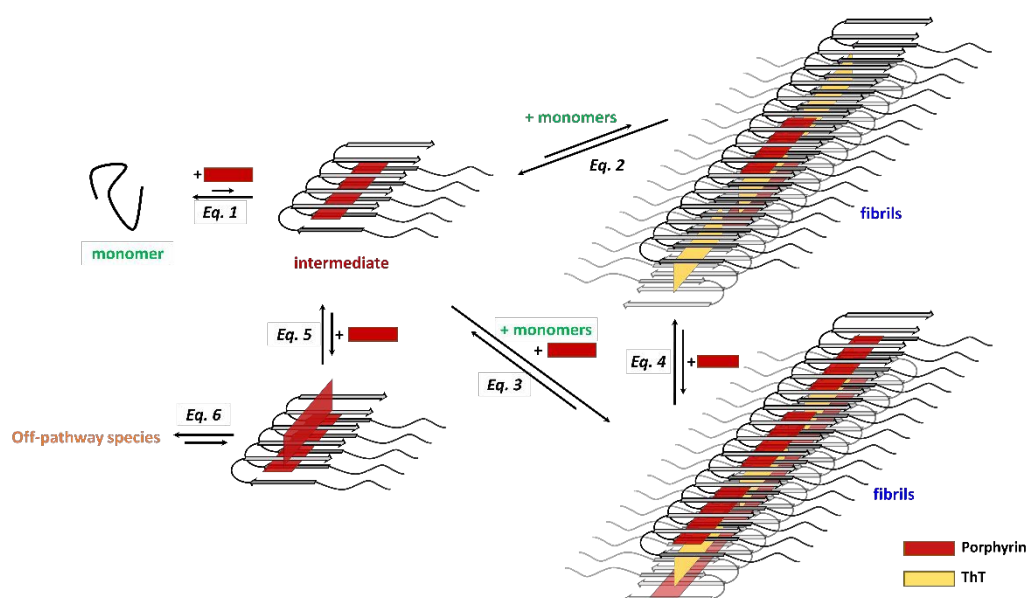 + monomers
Eq. 2
+
Eq. 1
monomer
intermediate
fibrils
Eq. 5
+
+ monomers
+
Eq. 3
Eq. 4
+
Eq. 6
Off-pathway species
fibrils
Porphyrin
ThT